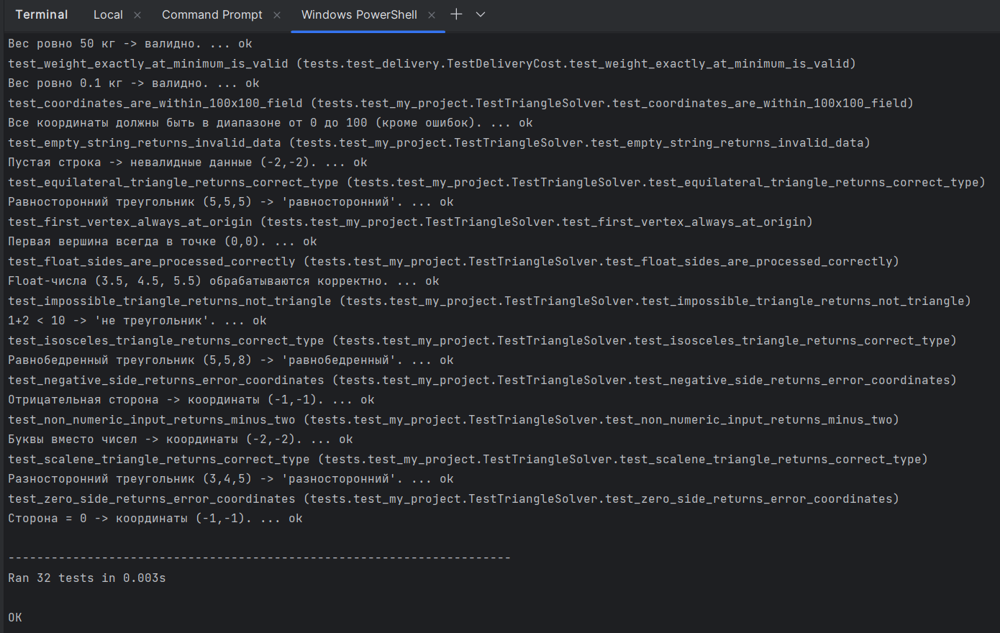 Terminal Local Command Prompt Windows PowerShell
Вес ровно 50 кг -> валидно. ... ok
test_weight_exactly_at_minimum_is_valid (tests.test_delivery.TestDeliveryCost.test_weight_exactly_at_minimum_is_valid)
Вес ровно 0.1 кг -> валидно. ... ok
test_coordinates_are_within_100x100_field (tests.test_my_project.TestTriangleSolver.test_coordinates_are_within_100x100_field)
Все координаты должны быть в диапазоне от 0 до 100 (кроме ошибок). ... ok
test_empty_string_returns_invalid_data (tests.test_my_project.TestTriangleSolver.test_empty_string_returns_invalid_data)
Пустая строка -> невалидные данные (-2,-2). ... ok
test_equilateral_triangle_returns_correct_type (tests.test_my_project.TestTriangleSolver.test_equilateral_triangle_returns_correct_type)
Равносторонний треугольник (5,5,5) -> 'равносторонний'. ... ok
test_first_vertex_always_at_origin (tests.test_my_project.TestTriangleSolver.test_first_vertex_always_at_origin)
Первая вершина всегда в точке (0,0). ... ok
test_float_sides_are_processed_correctly (tests.test_my_project.TestTriangleSolver.test_float_sides_are_processed_correctly)
Float-числа (3.5, 4.5, 5.5) обрабатываются корректно. ... ok
test_impossible_triangle_returns_not_triangle (tests.test_my_project.TestTriangleSolver.test_impossible_triangle_returns_not_triangle)
1+2 < 10 -> 'не треугольник'. ... ok
test_isosceles_triangle_returns_correct_type (tests.test_my_project.TestTriangleSolver.test_isosceles_triangle_returns_correct_type)
Равнобедренный треугольник (5,5,8) -> 'равнобедренный'. ... ok
test_negative_side_returns_error_coordinates (tests.test_my_project.TestTriangleSolver.test_negative_side_returns_error_coordinates)
Отрицательная сторона -> координаты (-1,-1). ... ok
test_non_numeric_input_returns_minus_two (tests.test_my_project.TestTriangleSolver.test_non_numeric_input_returns_minus_two)
Буквы вместо чисел -> координаты (-2,-2). ... ok
test_scalene_triangle_returns_correct_type (tests.test_my_project.TestTriangleSolver.test_scalene_triangle_returns_correct_type)
Разносторонний треугольник (3,4,5) -> 'разносторонний'. ... ok
test_zero_side_returns_error_coordinates (tests.test_my_project.TestTriangleSolver.test_zero_side_returns_error_coordinates)
Сторона = 0 -> координаты (-1,-1). ... ok
----------------------------------------------------------------------
Ran 32 tests in 0.003s
OK